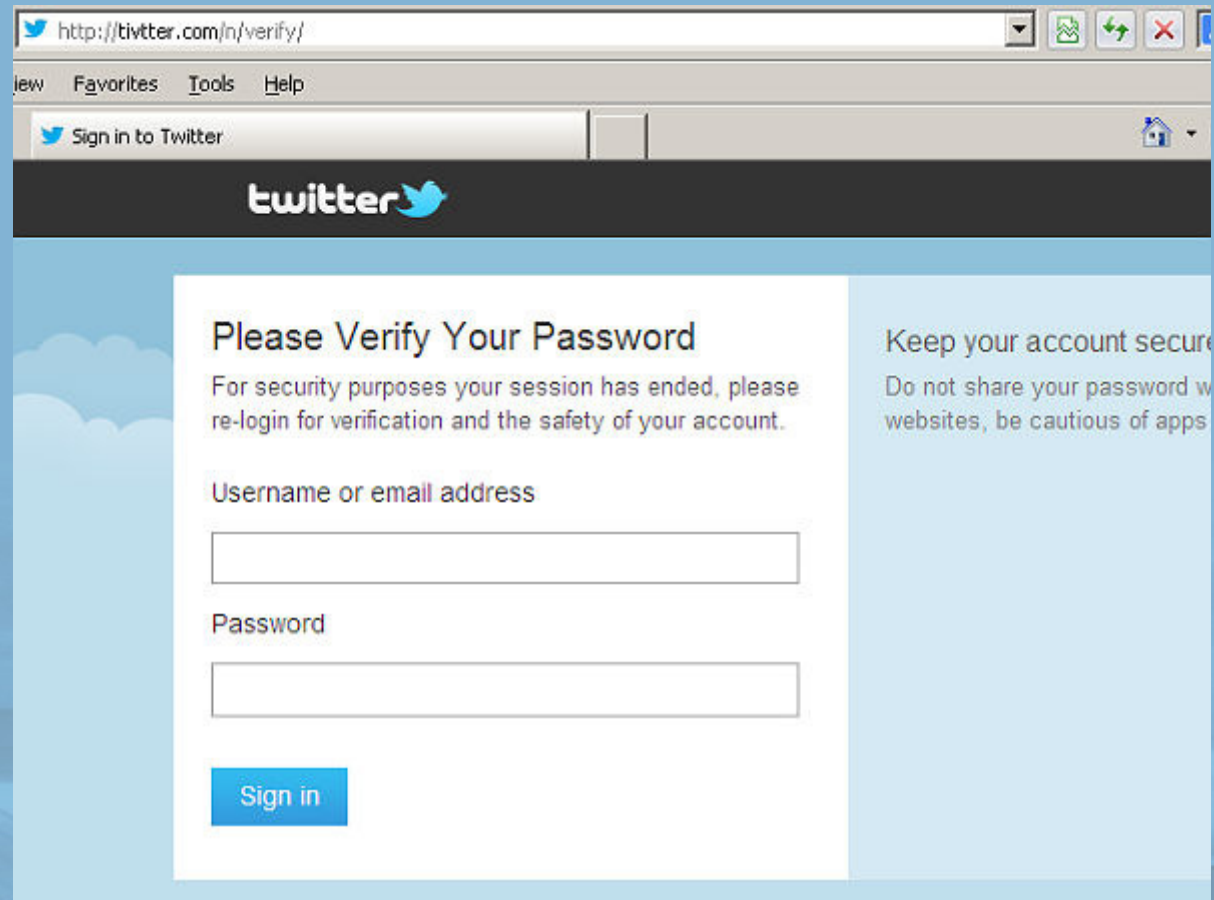 http://tivtter.com/n/verify/
iew Favorites Tools Help
Sign in to Twitter
twitter
Please Verify Your Password
For security purposes your session has ended, please
re-login for verification and the safety of your account.
Username or email address
Password
Sign in
Keep your account secure
Do not share your password w
websites, be cautious of apps